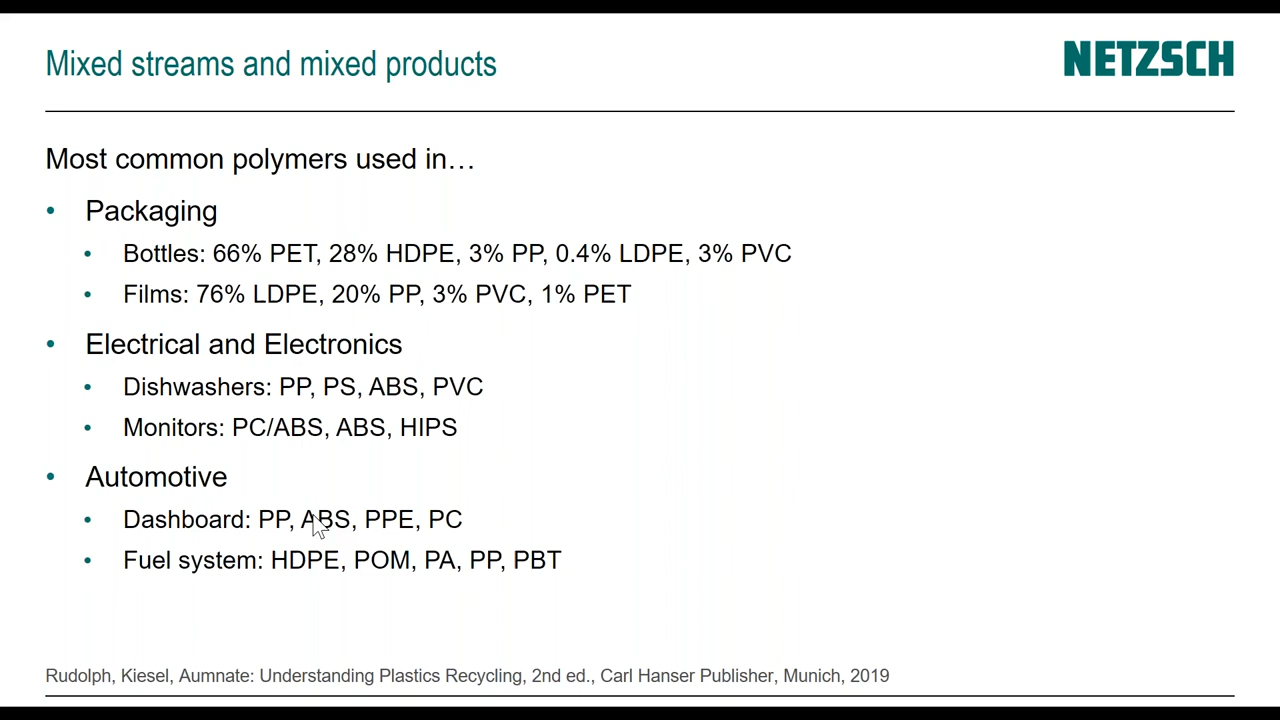 Mixed streams and mixed products
NETZSCH
Most common polymers used in…
• Packaging
• Bottles: 66% PET, 28% HDPE, 3% PP, 0.4% LDPE, 3% PVC
• Films: 76% LDPE, 20% PP, 3% PVC, 1% PET
• Electrical and Electronics
• Dishwashers: PP, PS, ABS, PVC
• Monitors: PC/ABS, ABS, HIPS
• Automotive
• Dashboard: PP, ABS, PPE, PC
• Fuel system: HDPE, POM, PA, PP, PBT
Rudolph, Kiesel, Aumnate: Understanding Plastics Recycling, 2nd ed., Carl Hanser Publisher, Munich, 2019